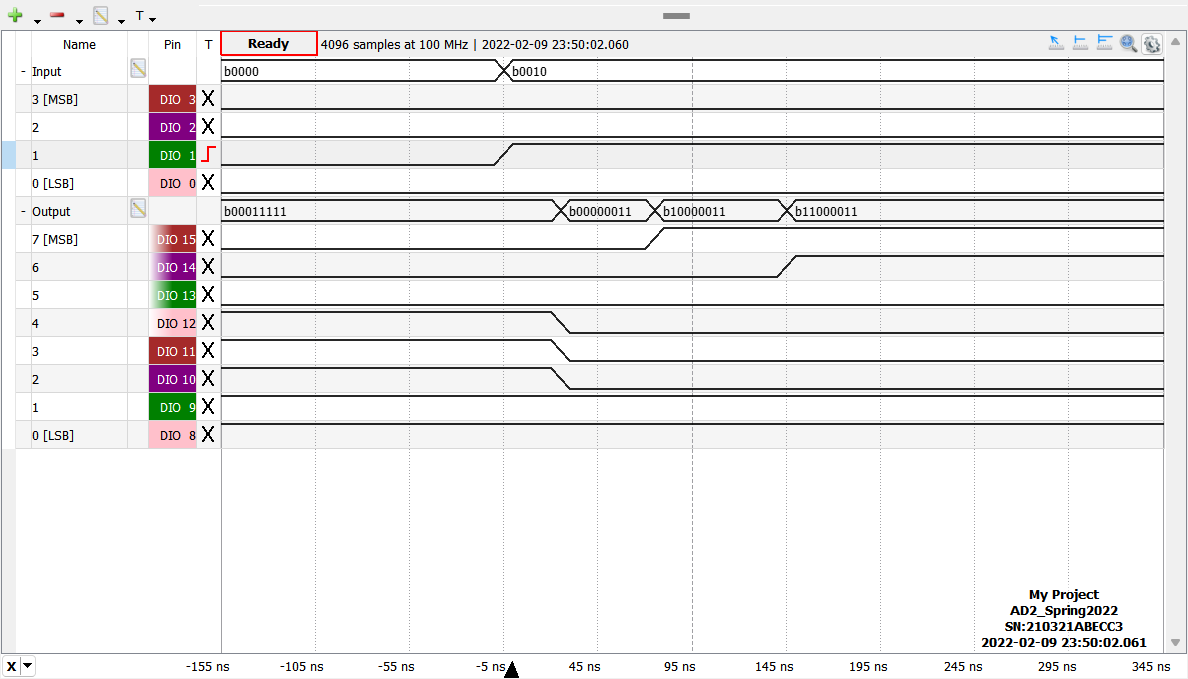 T
Name Pin T Ready 4096 samples at 100 MHz | 2022-02-09 23:50:02.060
- Input b0000 b0010
3 [MSB] DIO 3 X
2 DIO 2 X
1 DIO 1
0 [LSB] DIO 0 X
- Output b00011111 b00000011 b10000011 b11000011
7 [MSB] DIO 15 X
6 DIO 14 X
5 DIO 13 X
4 DIO 12 X
3 DIO 11 X
2 DIO 10 X
1 DIO 9 X
0 [LSB] DIO 8 X
My Project
AD2_Spring2022
SN:210321ABECC3
2022-02-09 23:50:02.061
X -155 ns -105 ns -55 ns -5 ns 45 ns 95 ns 145 ns 195 ns 245 ns 295 ns 345 ns